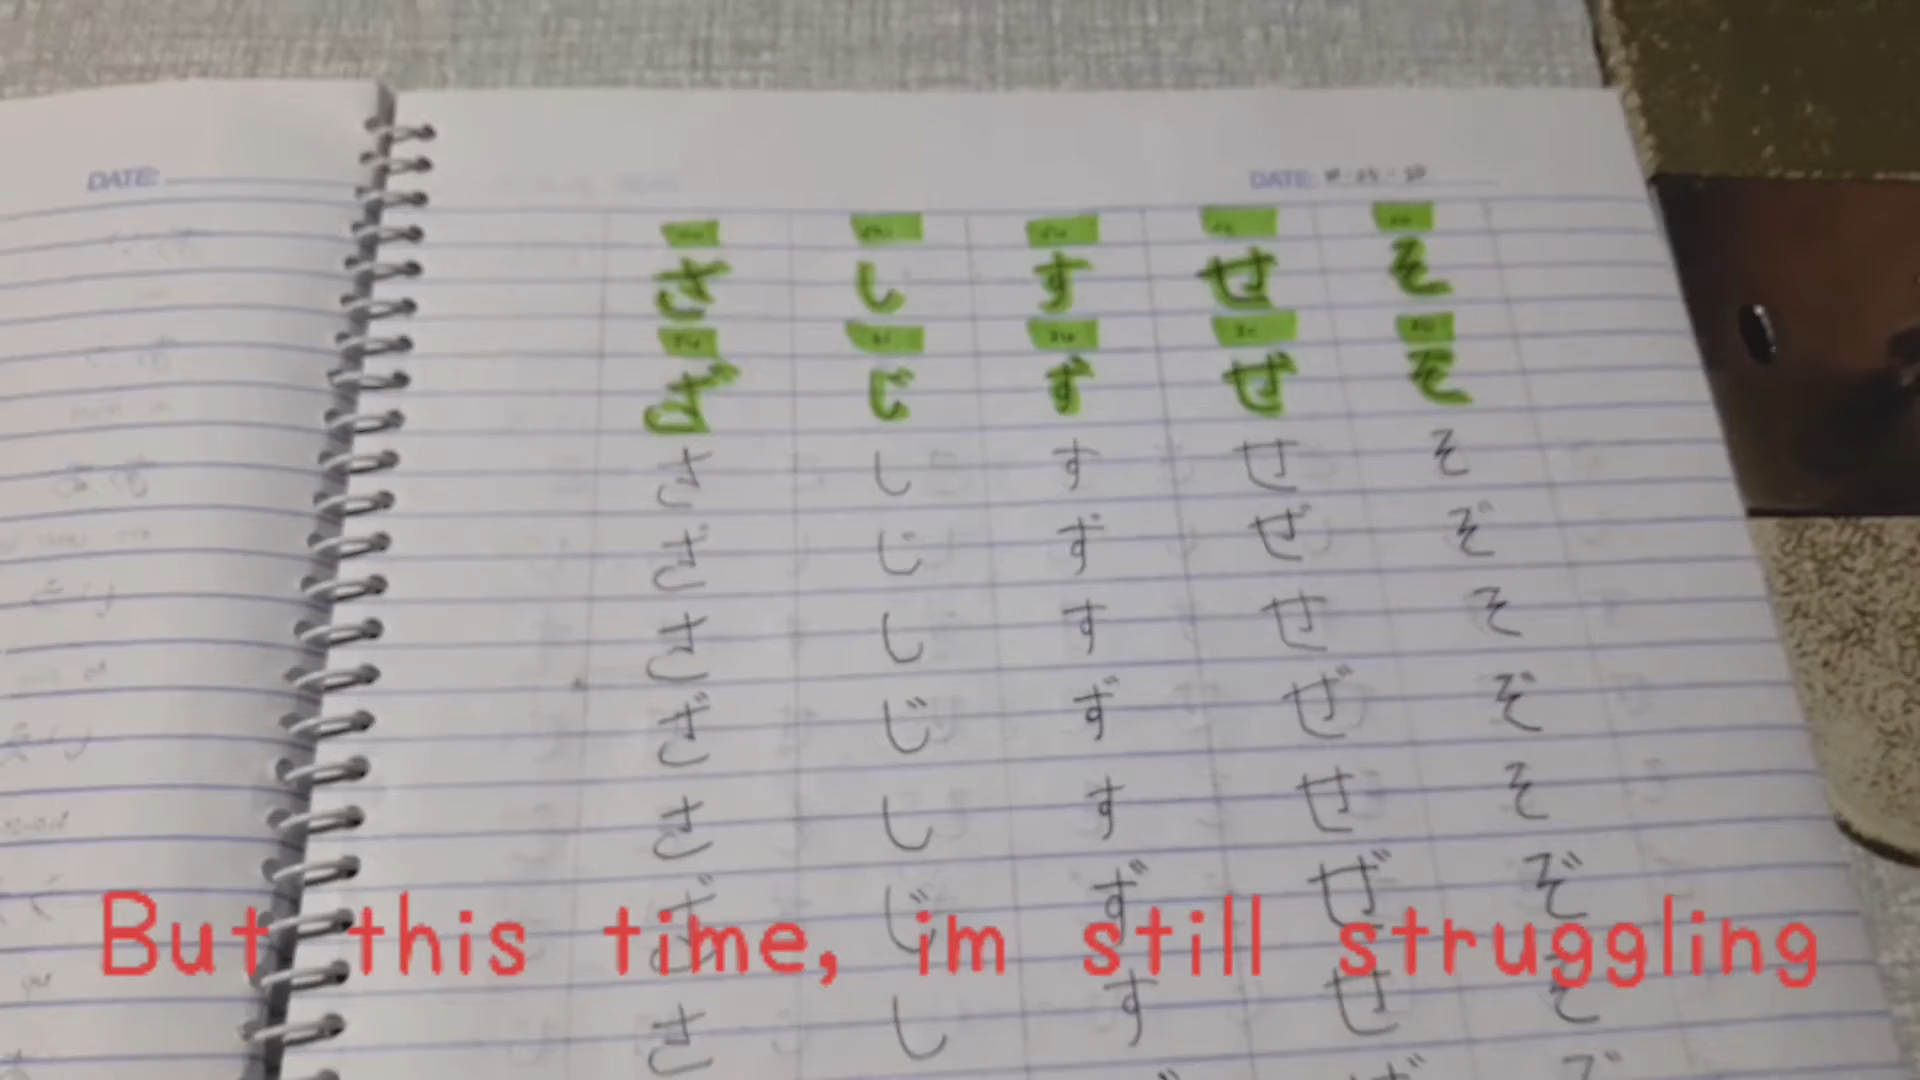 DATE:
DATE:
さ し す せ そ
ざ じ ず ぜ ぞ
さ し す せ そ
ざ じ ず ぜ ぞ
さ し す せ そ
ざ じ ず ぜ ぞ
さ し す せ そ
ざ じ ず ぜ ぞ
But this time, im still struggling
さ し す せ そ